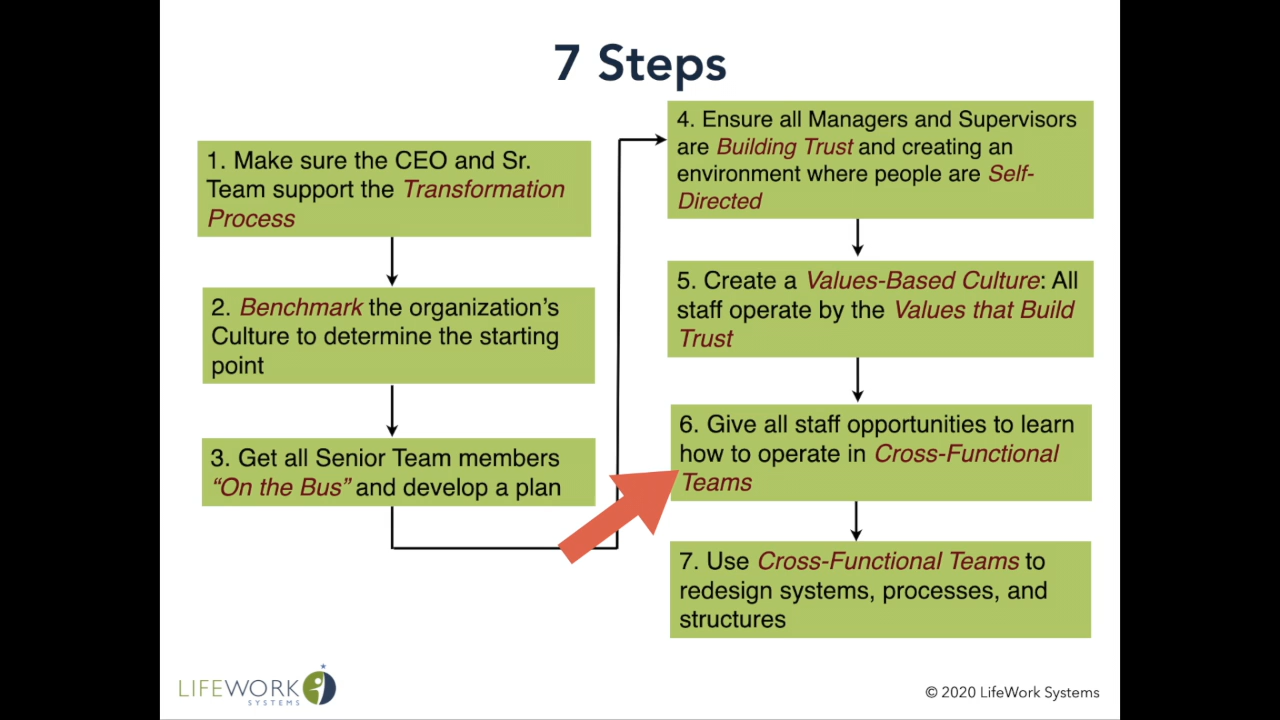 7 Steps
1. Make sure the CEO and Sr.
Team support the Transformation
Process
2. Benchmark the organization's
Culture to determine the starting
point
3. Get all Senior Team members
“On the Bus” and develop a plan
4. Ensure all Managers and Supervisors
are Building Trust and creating an
environment where people are Self-
Directed
5. Create a Values-Based Culture: All
staff operate by the Values that Build
Trust
6. Give all staff opportunities to learn
how to operate in Cross-Functional
Teams
7. Use Cross-Functional Teams to
redesign systems, processes, and
structures
LIFEWORK
SYSTEMS
© 2020 LifeWork Systems